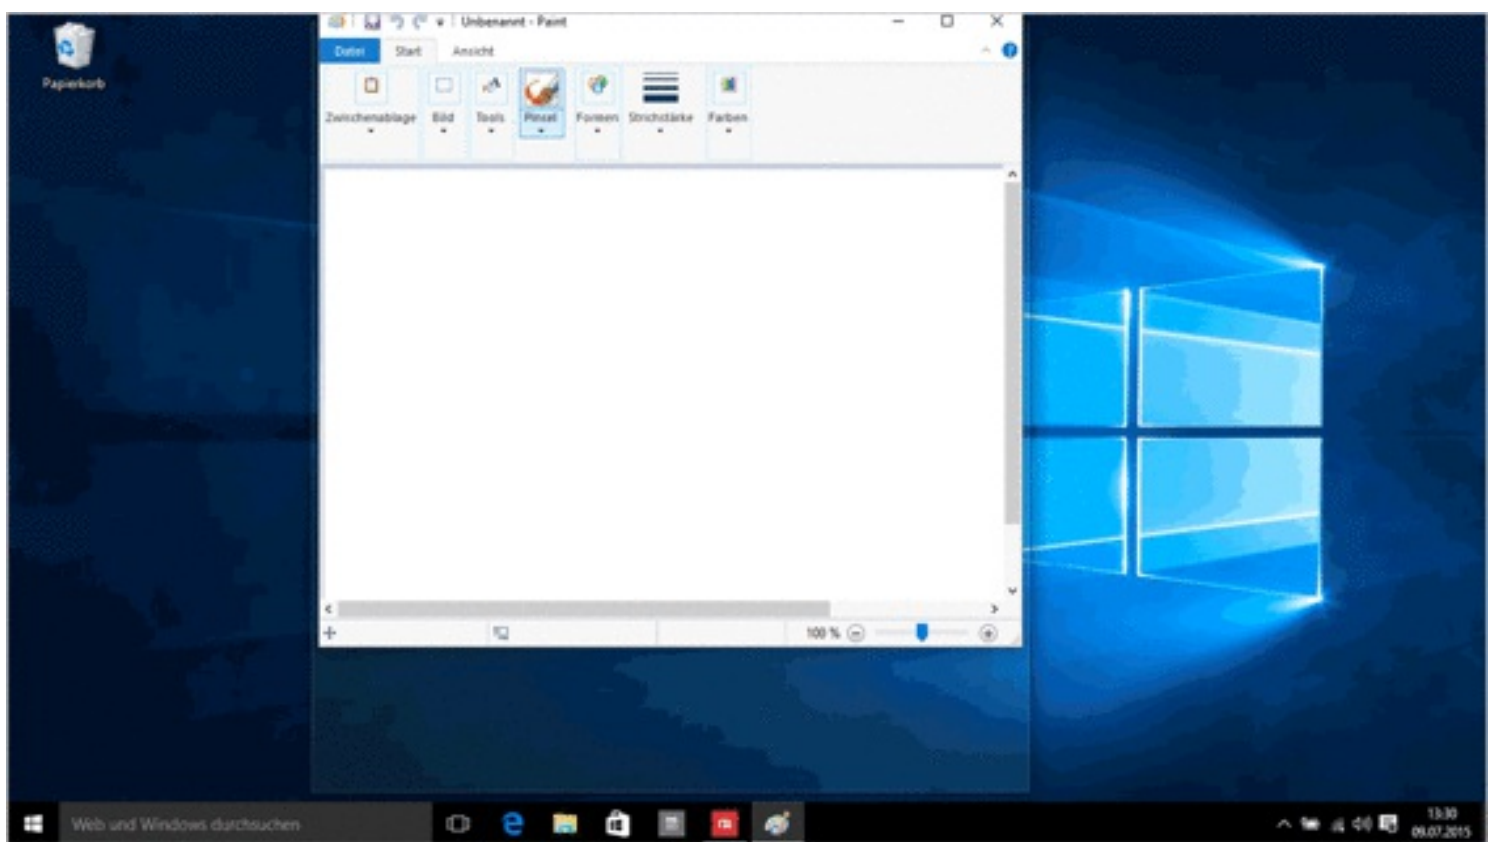 Unbenannt - Paint
Datei Start Ansicht
Papierkorb
Zwischenablage Bild Tools Pinsel Formen Strichstärke Farben
100 %
Web und Windows durchsuchen
13:30
09.07.2015